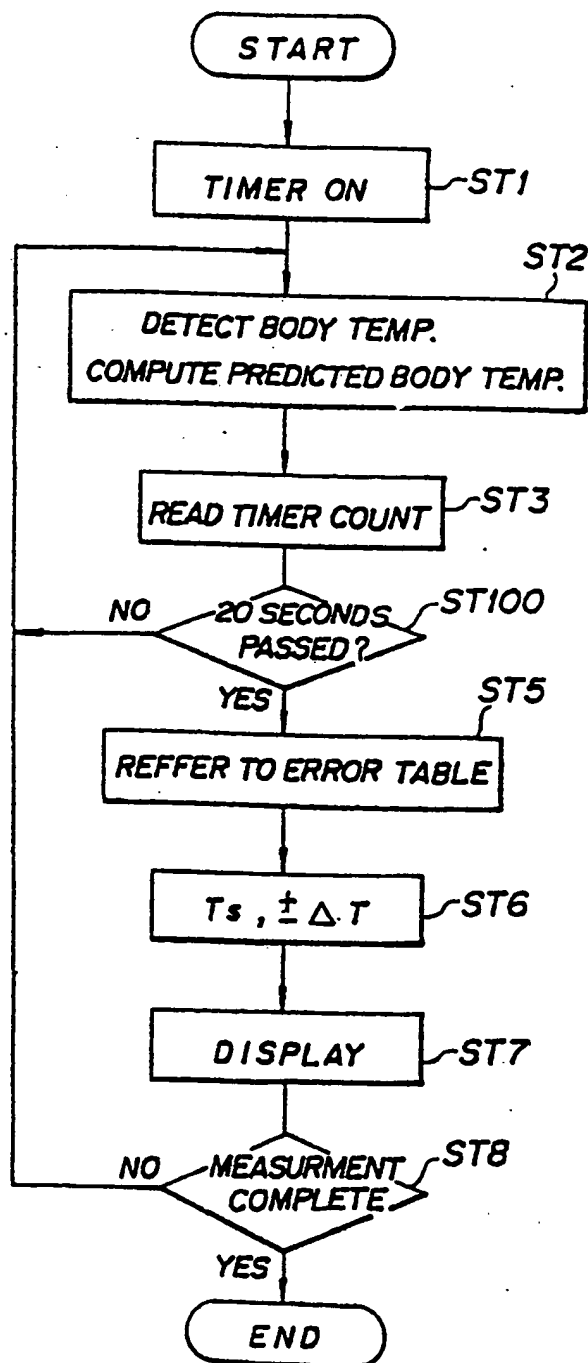 START
TIMER ON
ST1
ST2
DETECT BODY TEMP.
COMPUTE PREDICTED BODY TEMP.
READ TIMER COUNT
ST3
NO
20 SECONDS
PASSED?
ST100
YES
ST5
REFFER TO ERROR TABLE
Ts, ± △.T
ST6
DISPLAY
ST7
NO
MEASURMENT
COMPLETE
ST8
YES
END